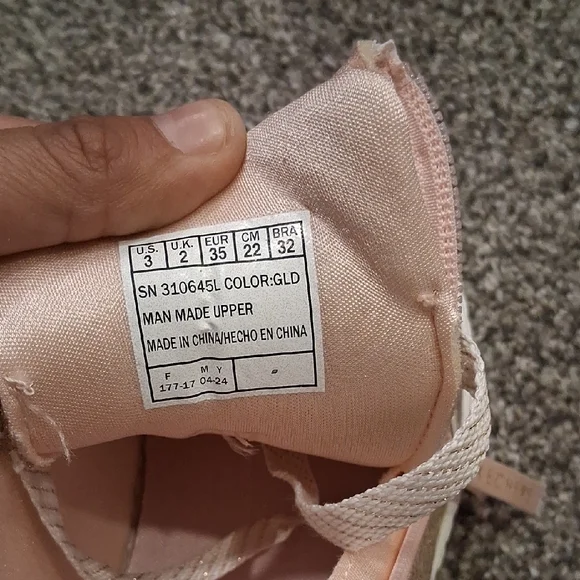 U.S. U.K. EUR CM BRA
3 2 35 22 32
SN 310645L COLOR:GLD
MAN MADE UPPER
MADE IN CHINA/HECHO EN CHINA
F M Y
177-17 04-24